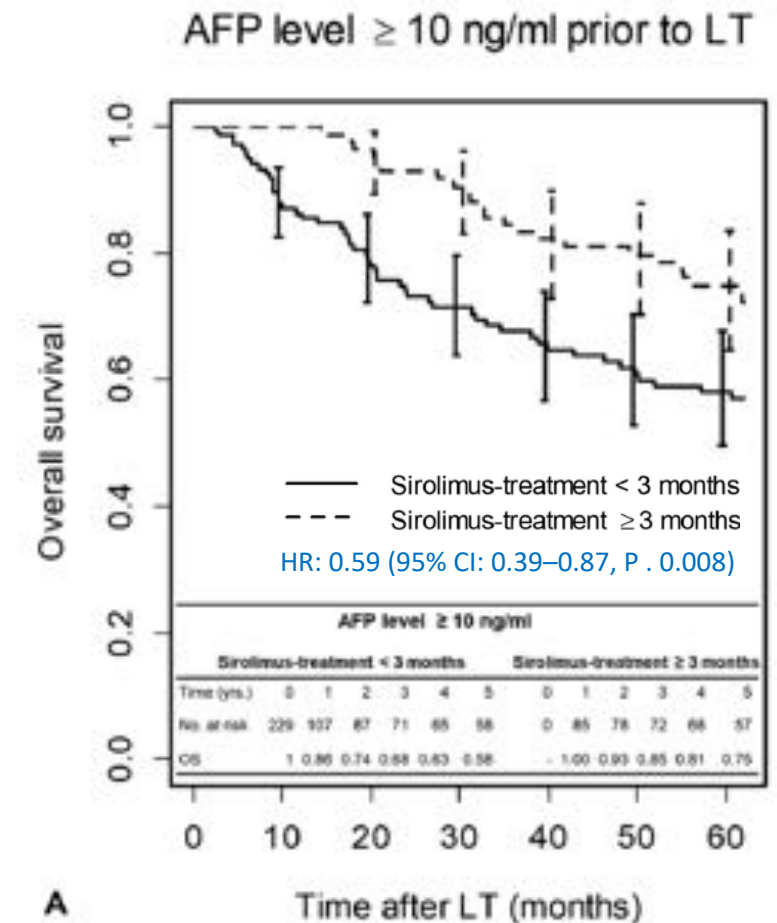 AFP level ≥ 10 ng/ml prior to LT
Overall survival
1.0
0.8
0.6
0.4
0.2
0.0
Sirolimus-treatment < 3 months
Sirolimus-treatment ≥ 3 months
HR: 0.59 (95% CI: 0.39–0.87, P . 0.008)
AFP level ≥ 10 ng/ml
Sirolimus-treatment < 3 months Sirolimus-treatment ≥ 3 months
Time (yrs.) 0 1 2 3 4 5 0 1 2 3 4 5
No. at risk 229 107 87 71 65 58 0 85 78 72 68 57
OS 1 0.86 0.74 0.68 0.63 0.58 - 1.00 0.93 0.85 0.81 0.75
0 10 20 30 40 50 60
A Time after LT (months)